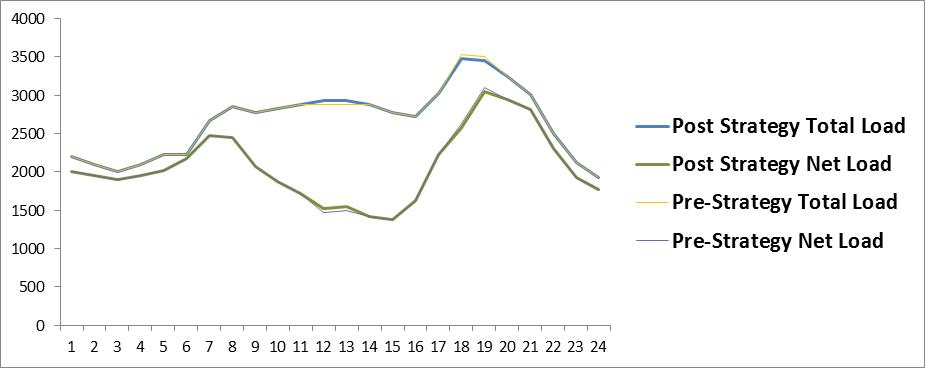 4000
3500
3000
2500
2000
1500
1000
500
0
1 2 3 4 5 6 7 8 9 10 11 12 13 14 15 16 17 18 19 20 21 22 23 24
Post Strategy Total Load
Post Strategy Net Load
Pre-Strategy Total Load
Pre-Strategy Net Load